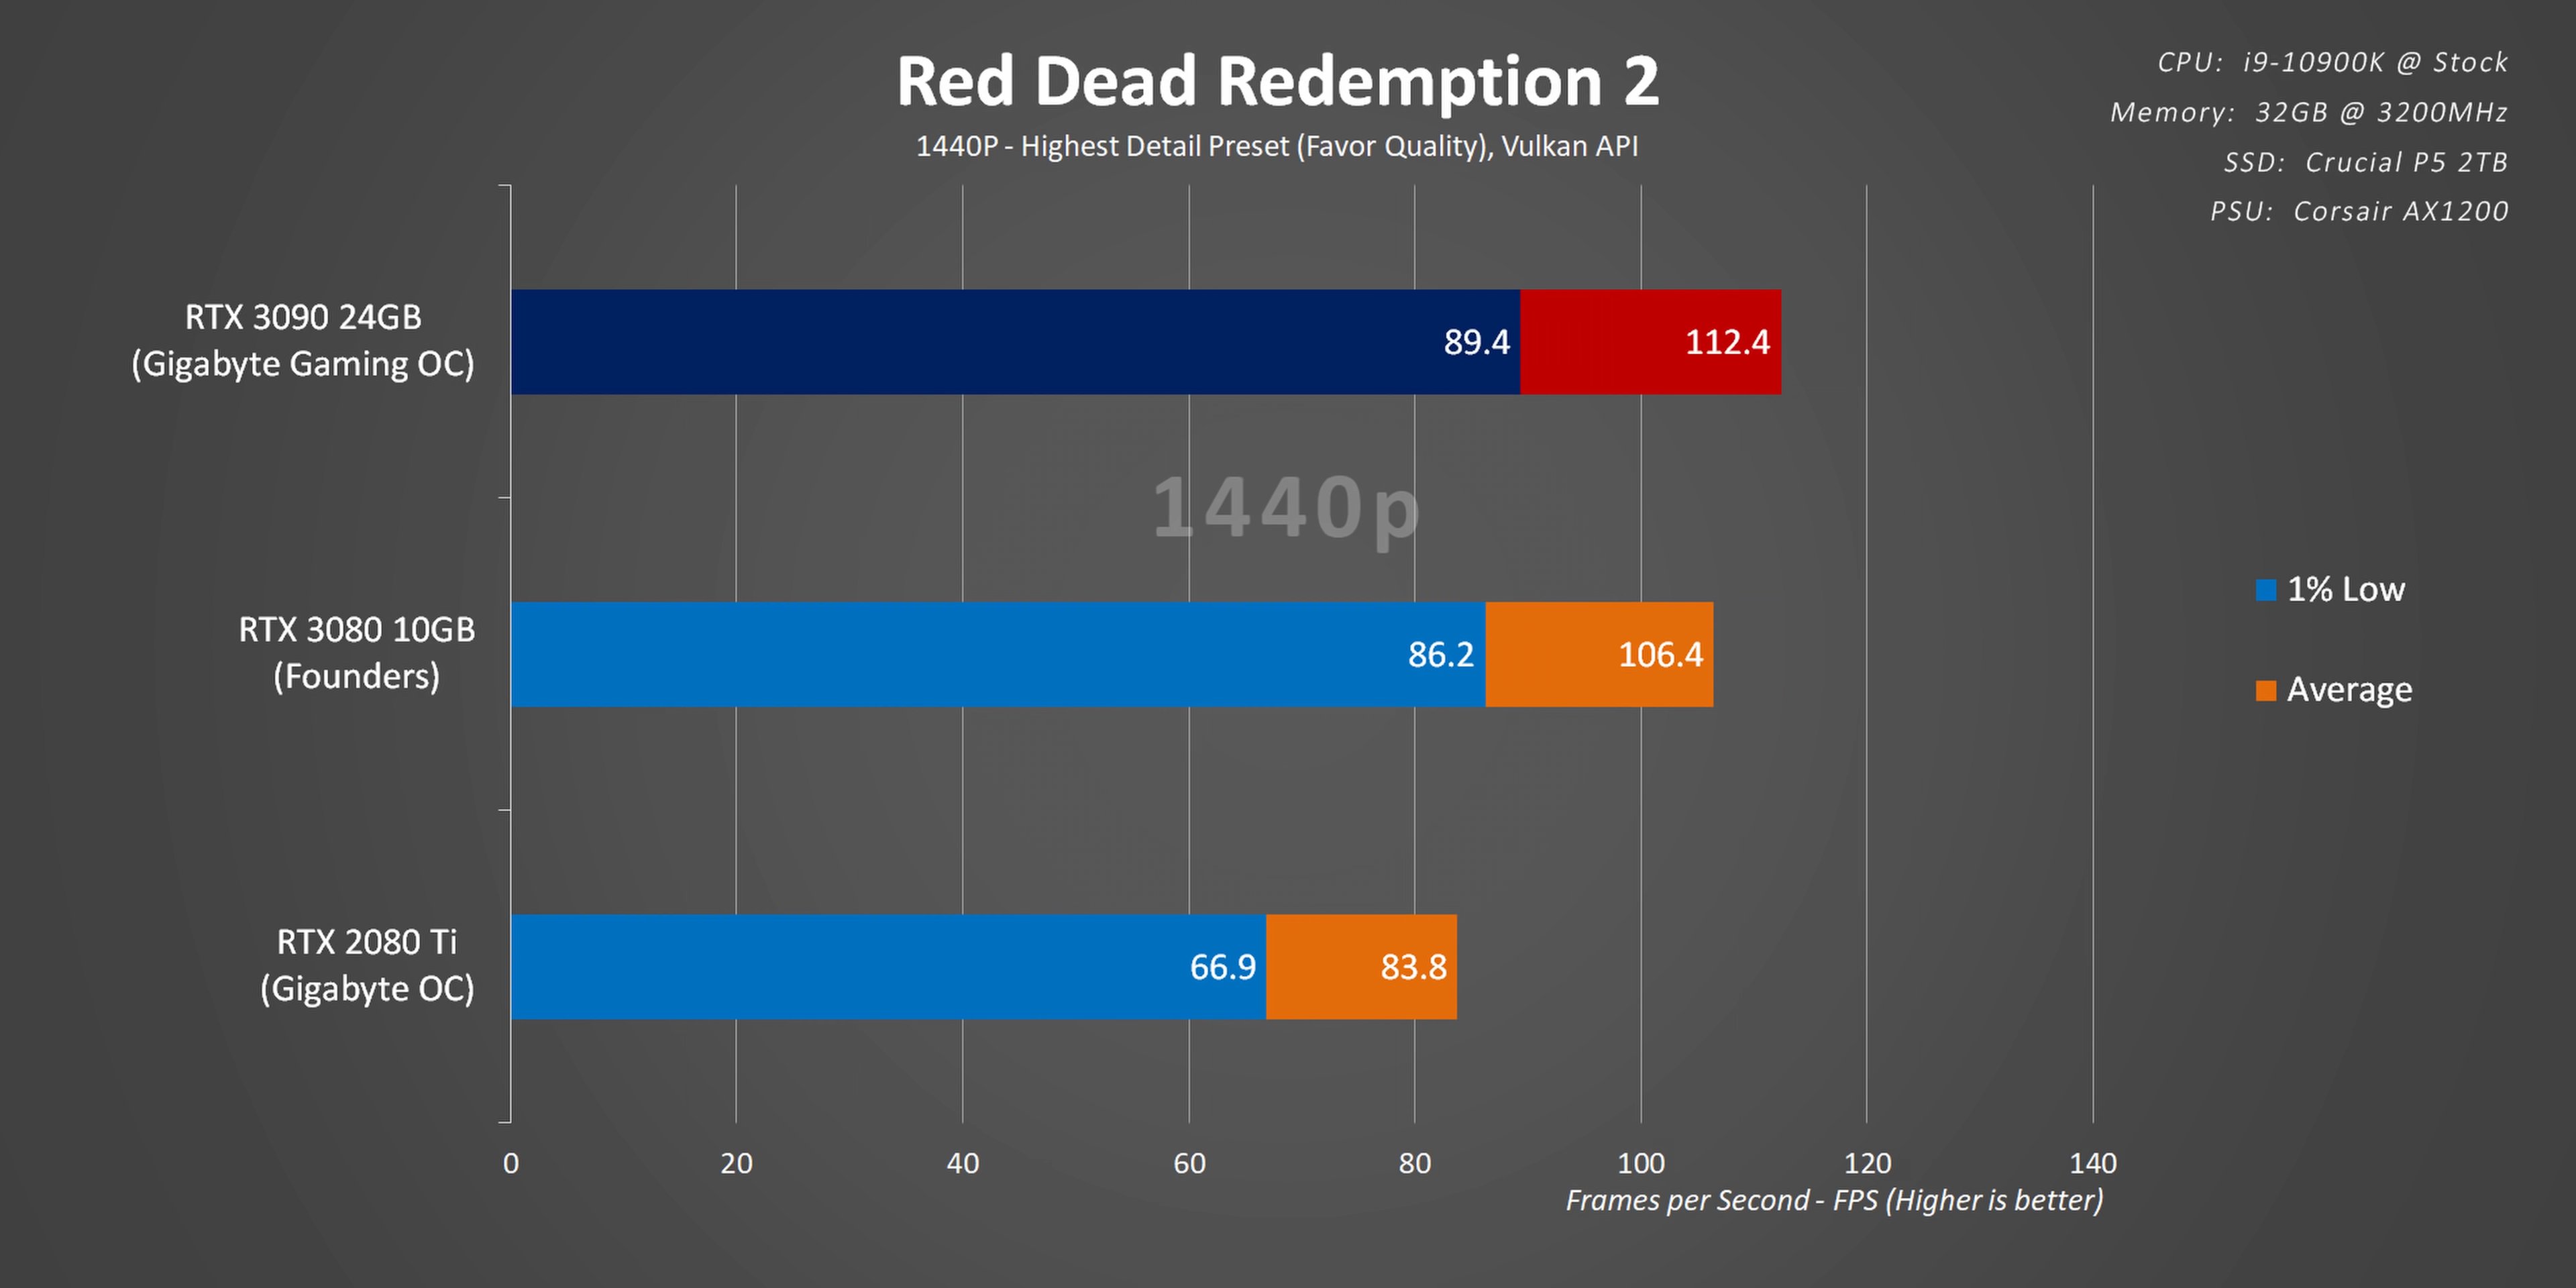 Red Dead Redemption 2
1440P - Highest Detail Preset (Favor Quality), Vulkan API
CPU: i9-10900K @ Stock
Memory: 32GB @ 3200MHz
SSD: Crucial P5 2TB
PSU: Corsair AX1200
RTX 3090 24GB
(Gigabyte Gaming OC)
89.4
112.4
1440p
RTX 3080 10GB
(Founders)
86.2
106.4
1% Low
Average
RTX 2080 Ti
(Gigabyte OC)
66.9
83.8
0 20 40 60 80 100 120 140
Frames per Second - FPS (Higher is better)